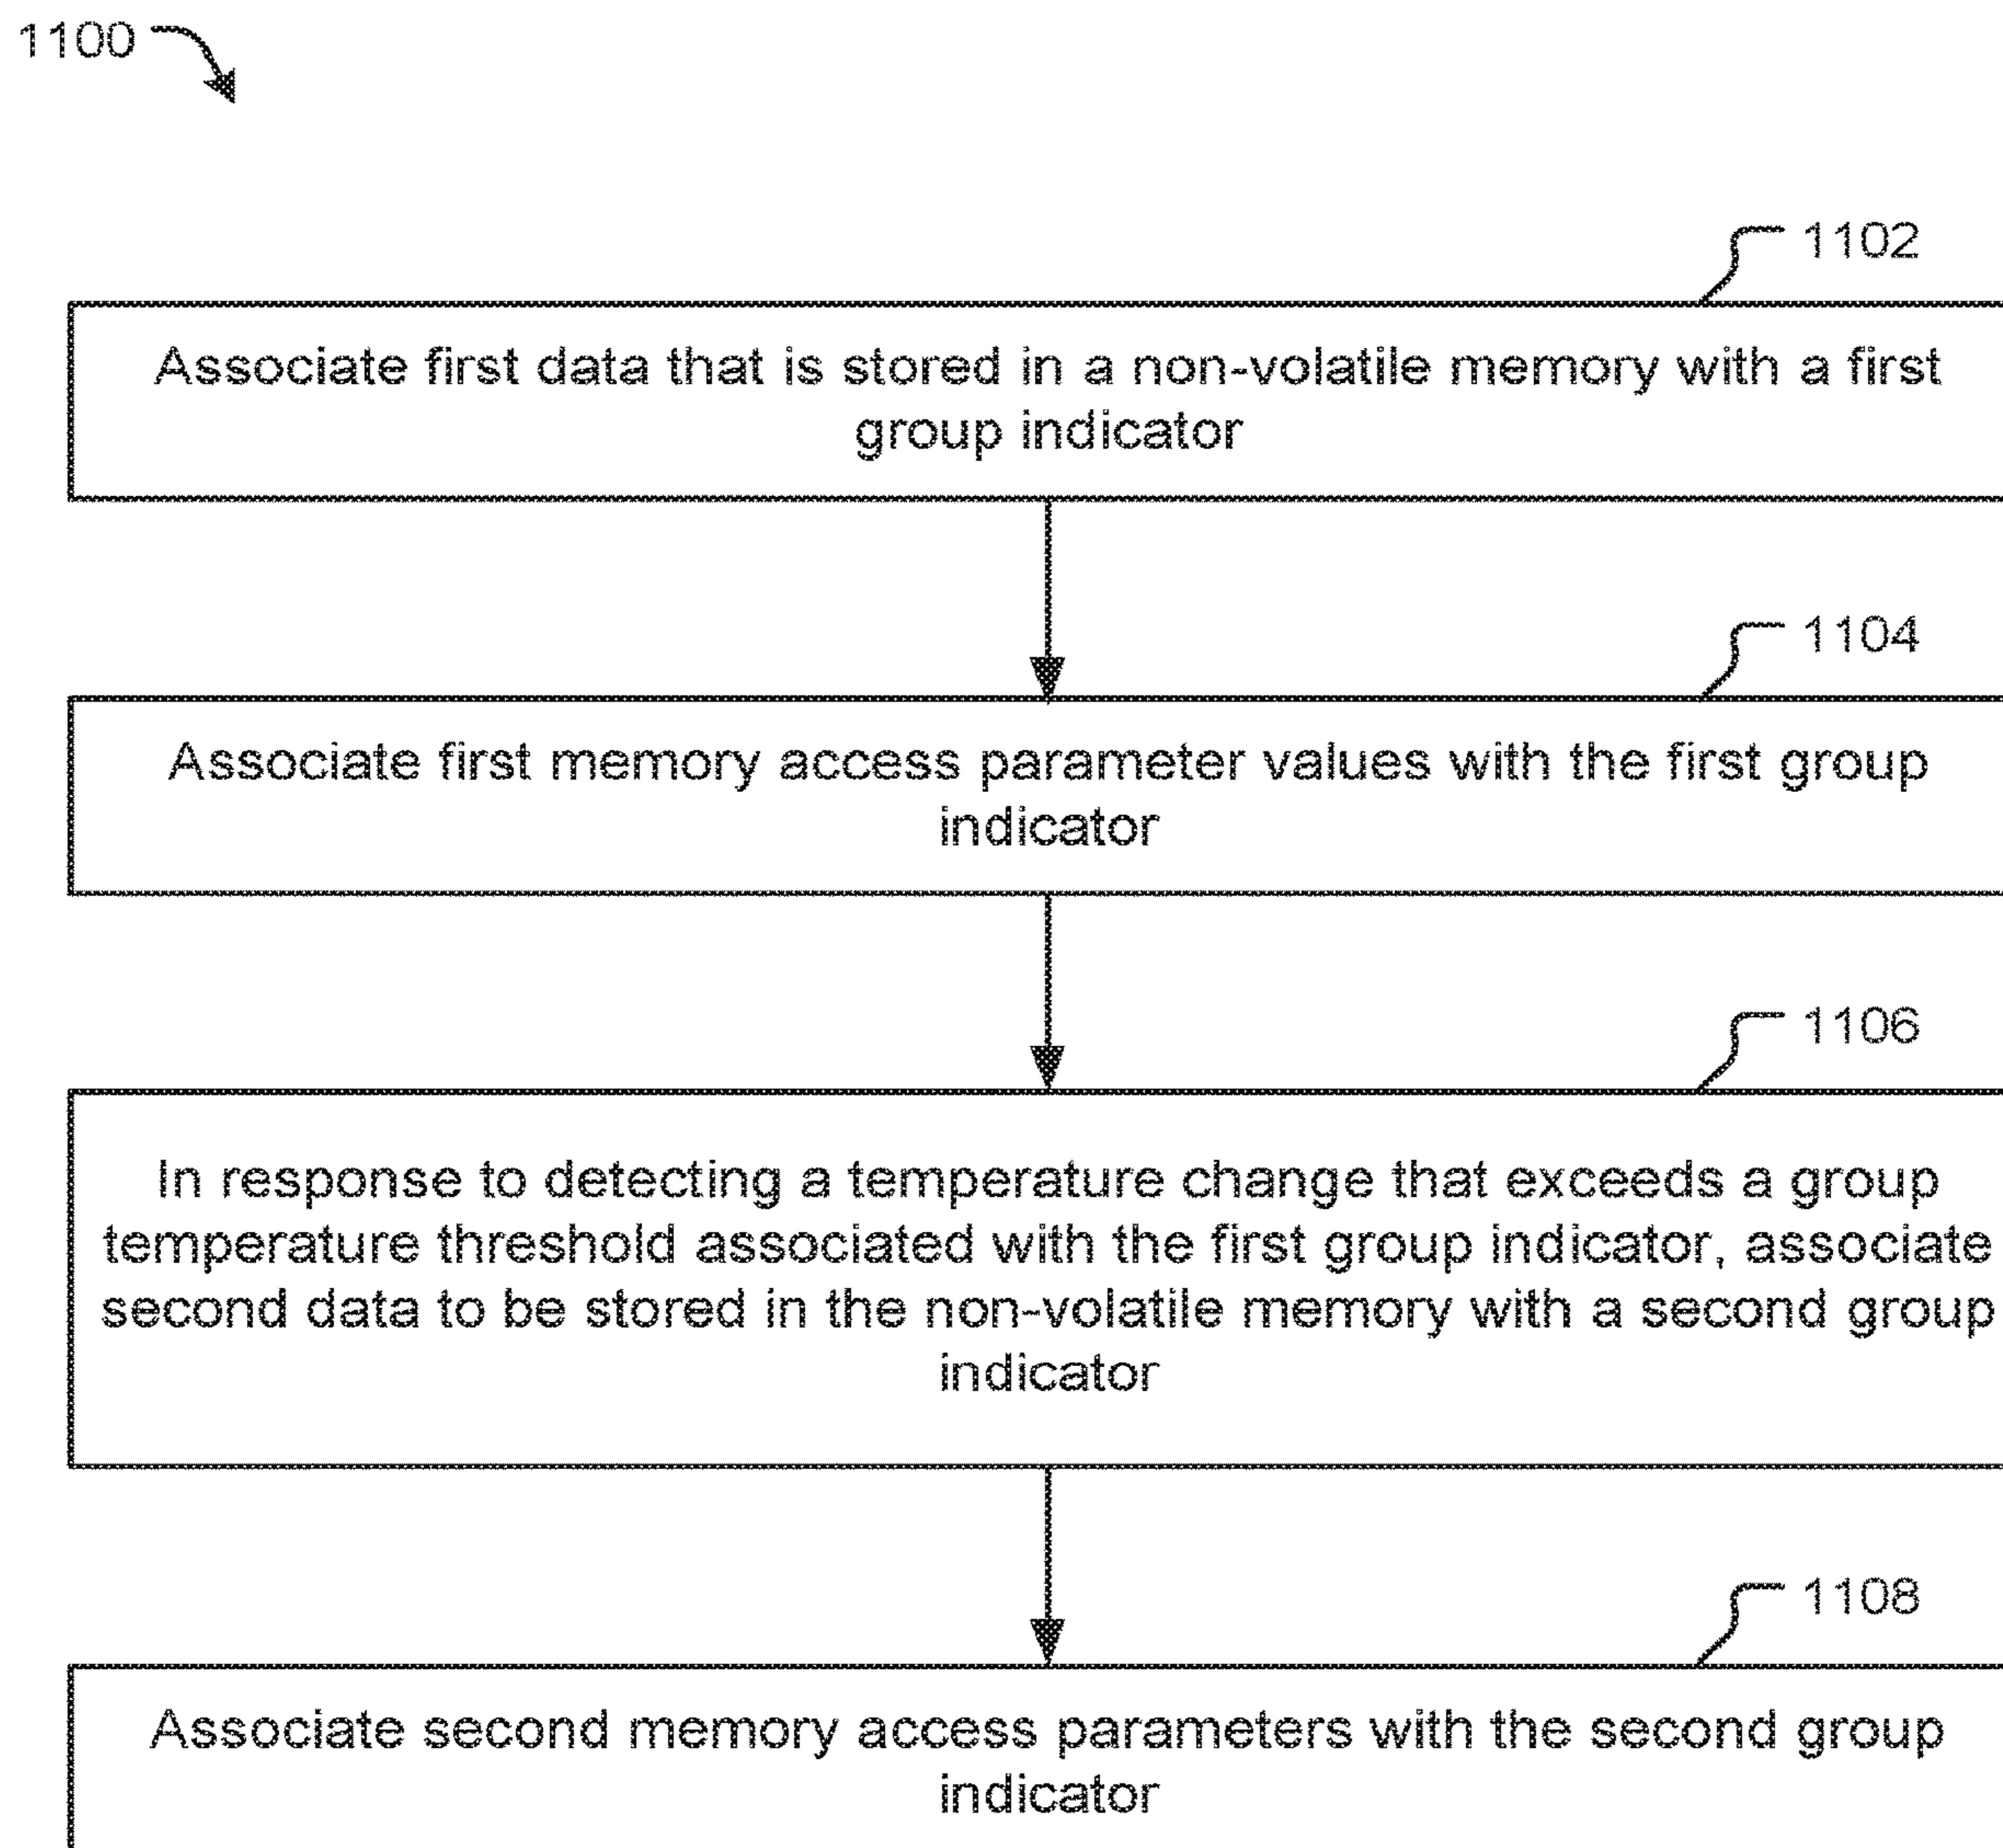 1100
1102
Associate first data that is stored in a non-volatile memory with a first
group indicator
1104
Associate first memory access parameter values with the first group
indicator
1106
In response to detecting a temperature change that exceeds a group
temperature threshold associated with the first group indicator, associate
second data to be stored in the non-volatile memory with a second group
indicator
1108
Associate second memory access parameters with the second group
indicator